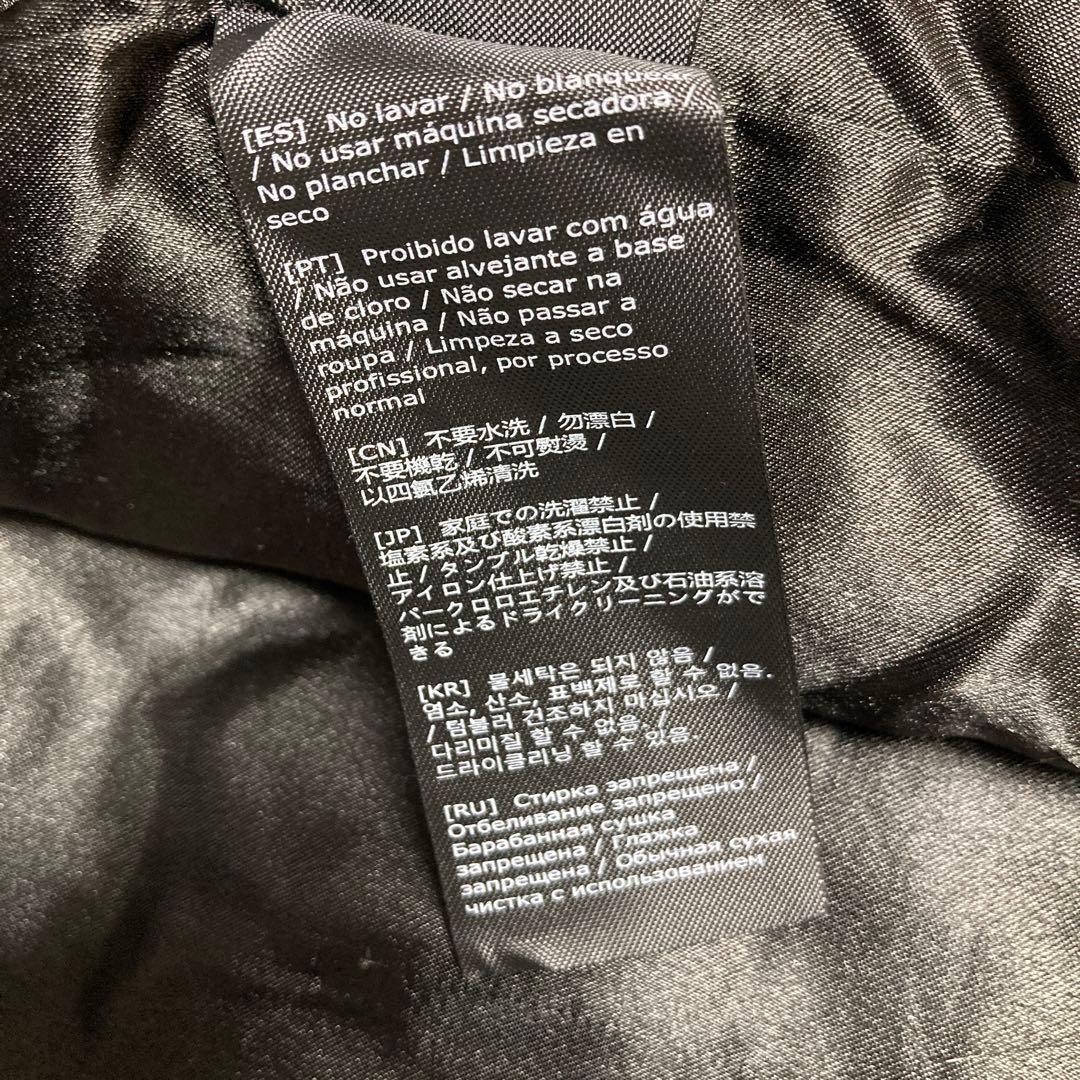 [ES] No lavar / No blanquear
/ No usar máquina secadora /
No planchar / Limpieza en
seco
[PT] Proibido lavar com água
/ Não usar alvejante a base
de cloro / Não secar na
máquina / Não passar a
roupa / Limpeza a seco
profissional, por processo
normal
[CN] 不要水洗 / 勿漂白 /
不要機乾 / 不可熨燙 /
以四氯乙烯清洗
[JP] 家庭での洗濯禁止 /
塩素系及び酸素系漂白剤の使用禁
止 / タンブル乾燥禁止 /
アイロン仕上げ禁止 /
パークロロエチレン及び石油系溶
剤によるドライクリーニングがで
きる
[KR] 물세탁은 되지 않음 /
염소, 산소, 표백제로 할 수 없음.
/ 텀블러 건조하지 마십시오 /
다리미질 할 수 없음. /
드라이클리닝 할 수 있음.
[RU] Стирка запрещена /
Отбеливание запрещено /
Барабанная сушка
запрещена / Глажка
запрещена / Обычная сухая
чистка с использованием